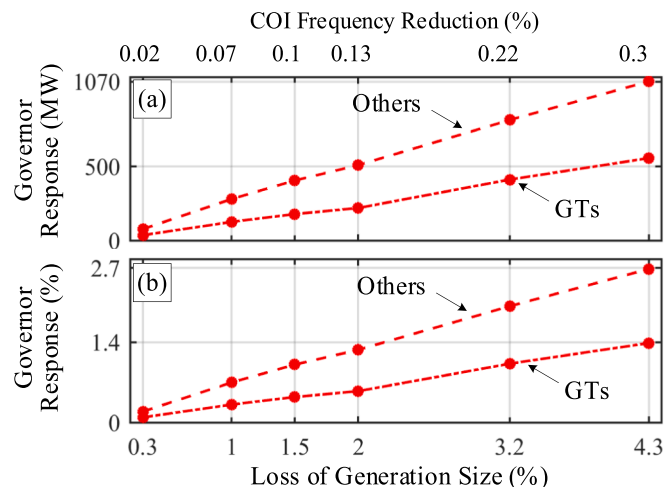 COI Frequency Reduction (%)
0.02 0.07 0.1 0.13 0.22 0.3
Governor
Response (MW)
1070
500
0
(a)
Others
GTs
Governor
Response (%)
2.7
1.4
0
(b)
Others
GTs
0.3 1 1.5 2 3.2 4.3
Loss of Generation Size (%)